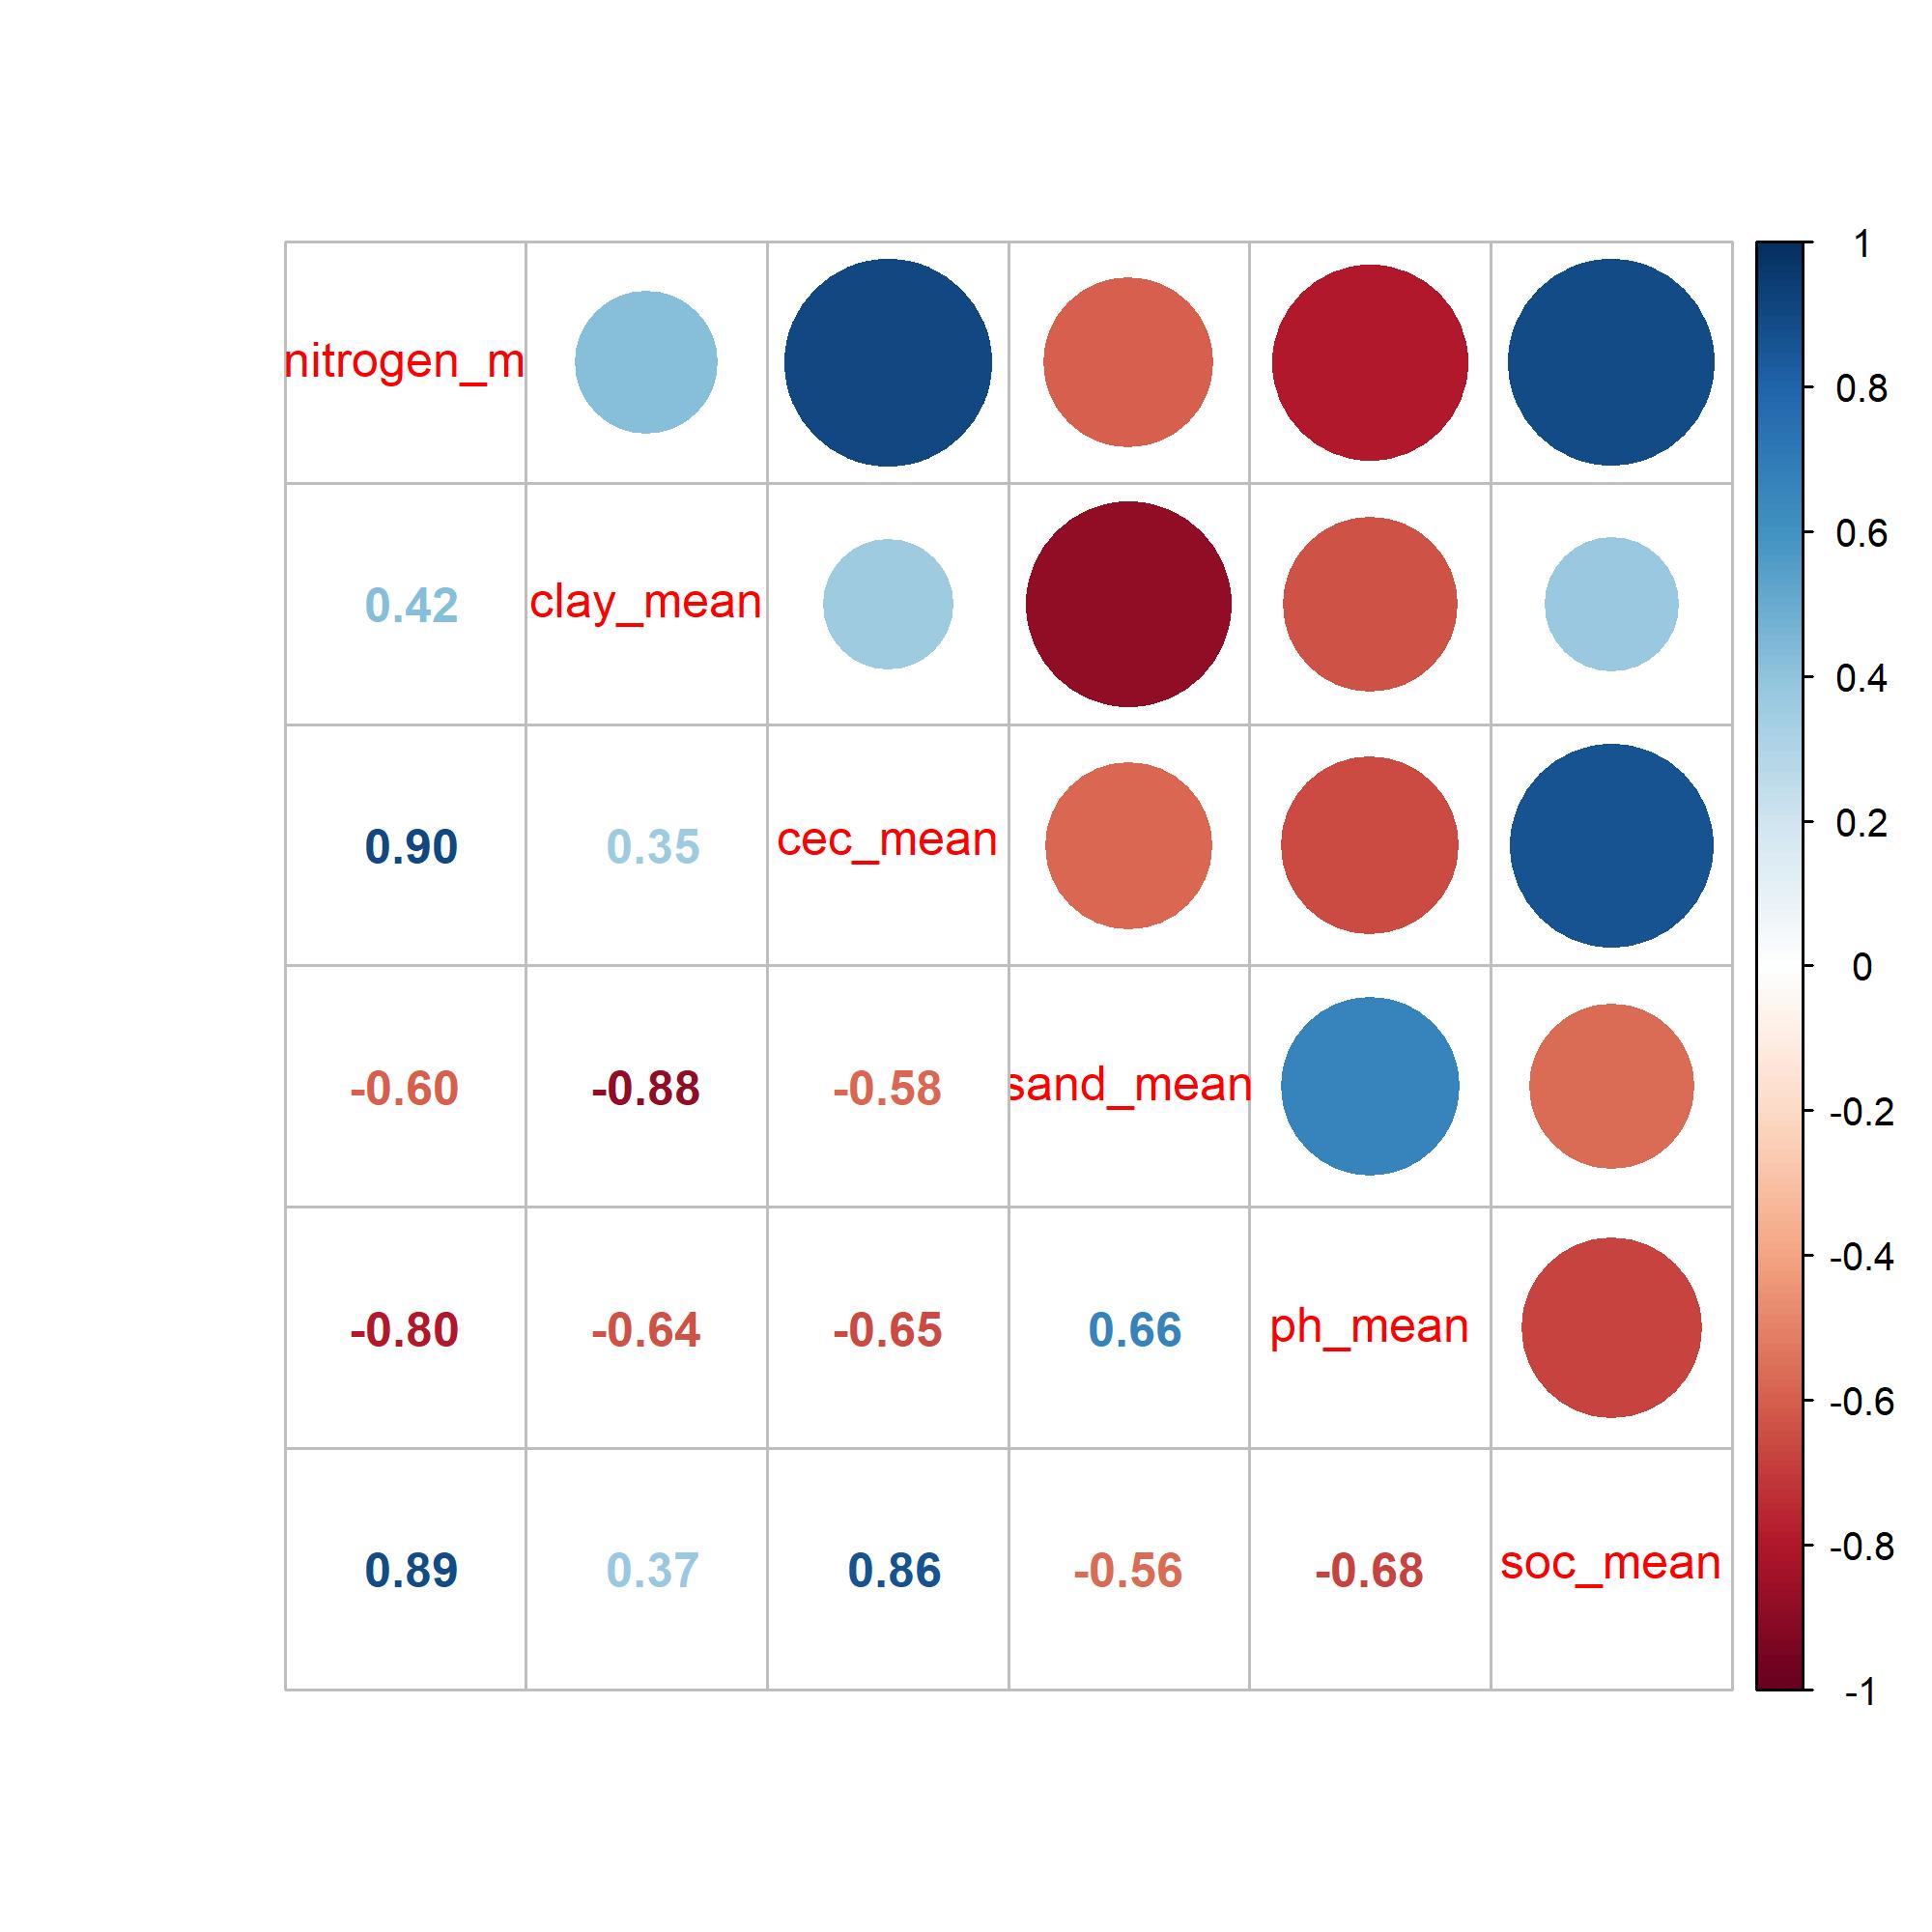 1
nitrogen_m
0.8
0.6
0.42 clay_mean
0.4
0.90 0.35 cec_mean
0.2
0
-0.60 -0.88 -0.58 sand_mean
-0.2
-0.4
-0.80 -0.64 -0.65 0.66 ph_mean
-0.6
-0.8
0.89 0.37 0.86 -0.56 -0.68 soc_mean
-1